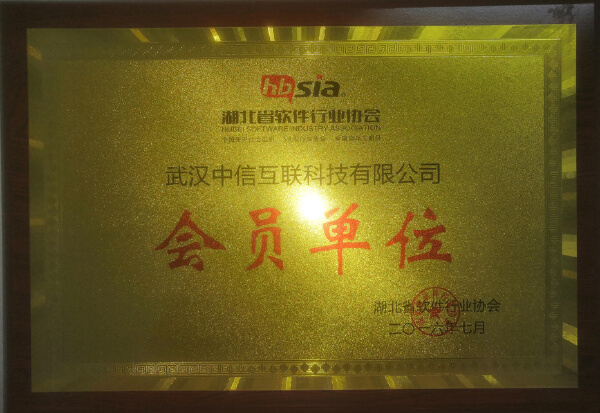 hbsia
湖北省软件行业协会
HUBEI SOFTWARE INDUSTRY ASSOCIATION
武汉中信互联科技有限公司
会员单位
湖北省软件行业协会
二〇一六年七月